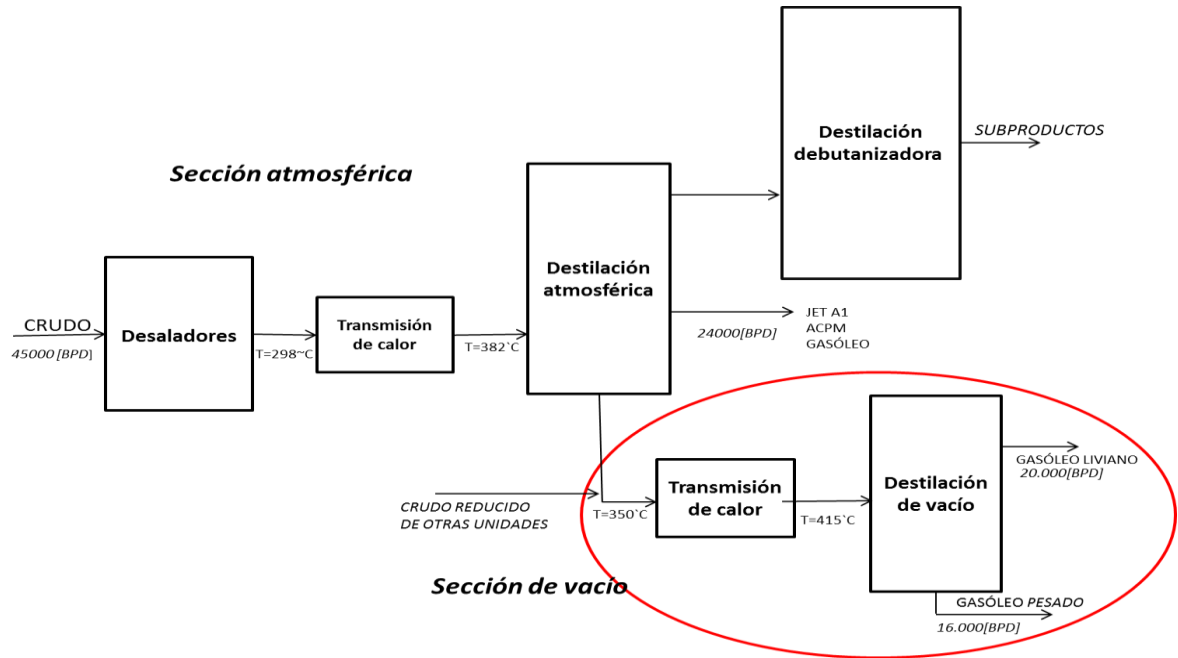 Destilación
debutanizadora
SUBPRODUCTOS
Sección atmosférica
CRUDO
45000 [BPD]
Desaladores
T=298~C
Transmisión
de calor
T=382`C
Destilación
atmosférica
24000[BPD]
JET A1
ACPM
GASÓLEO
CRUDO REDUCIDO
DE OTRAS UNIDADES
T=350`C
Transmisión
de calor
T=415`C
Destilación
de vacío
GASÓLEO LIVIANO
20.000[BPD]
GASÓLEO PESADO
16.000[BPD]
Sección de vacío